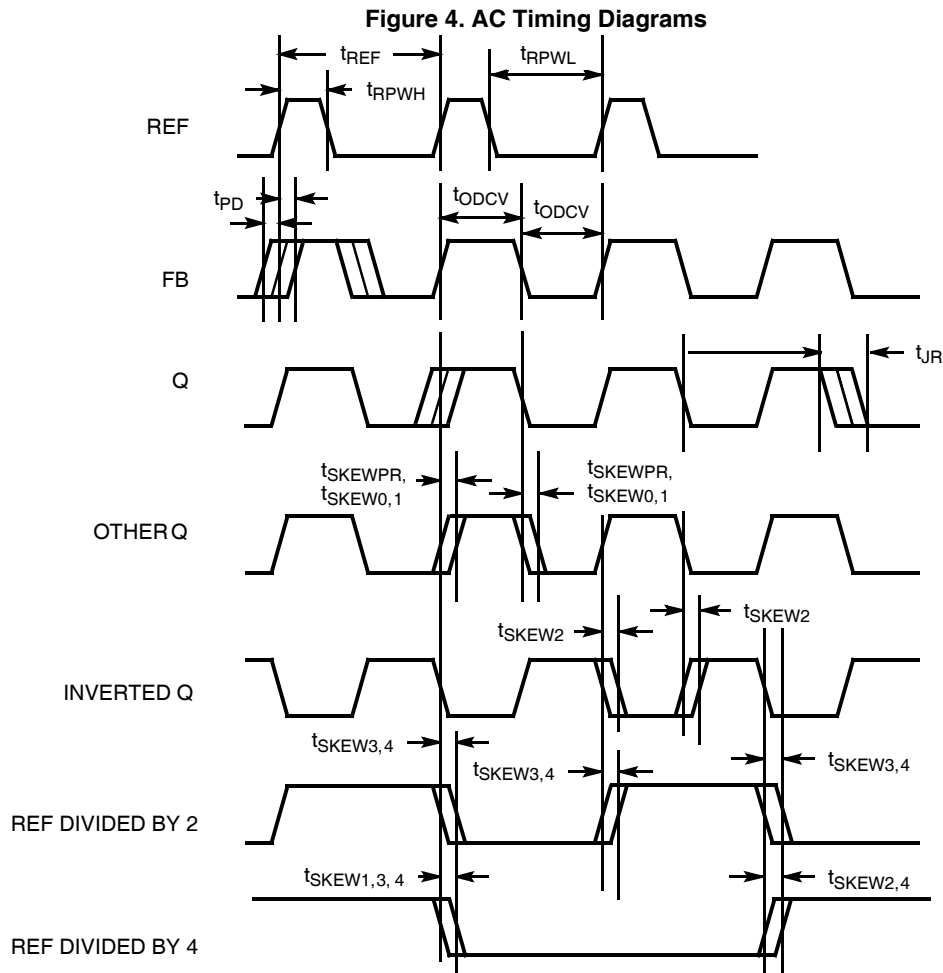 Figure 4. AC Timing Diagrams
tREF
tRPWL
tRPWH
REF
tODCV
tODCV
tPD
FB
tJR
Q
tSKEWPR,
tSKEW0,1
tSKEWPR,
tSKEW0,1
OTHER Q
tSKEW2
tSKEW2
INVERTED Q
tSKEW3,4
tSKEW3,4
tSKEW3,4
REF DIVIDED BY 2
tSKEW1,3, 4
tSKEW2,4
REF DIVIDED BY 4